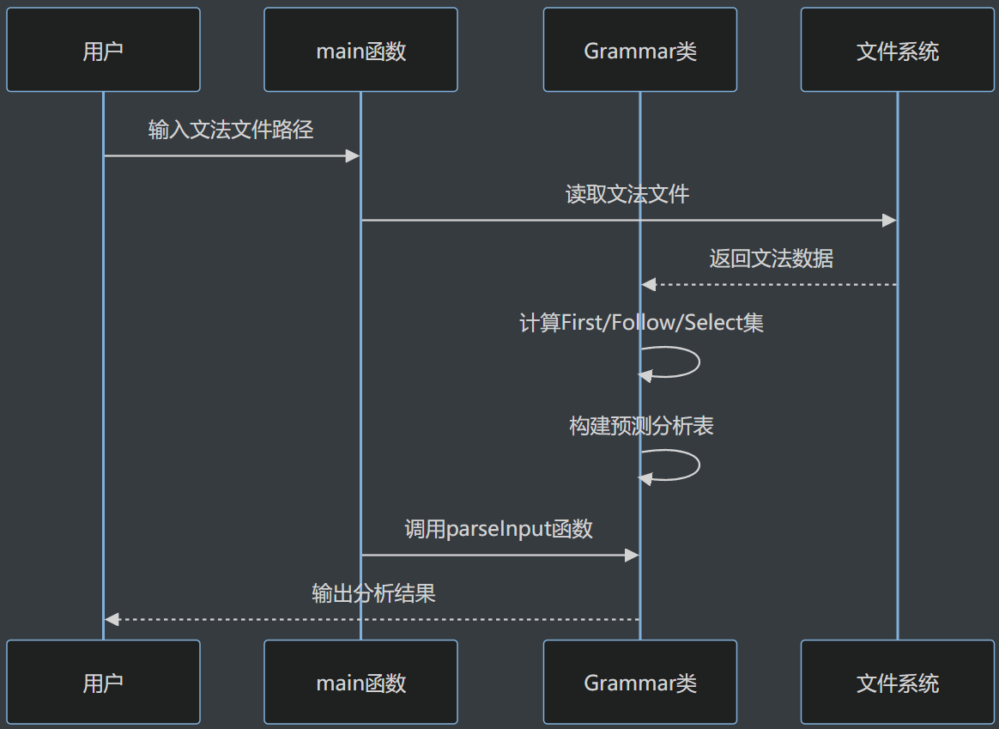 用户
main函数
Grammar类
文件系统
输入文法文件路径
读取文法文件
返回文法数据
计算First/Follow/Select集
构建预测分析表
调用parseInput函数
输出分析结果
用户
main函数
Grammar类
文件系统